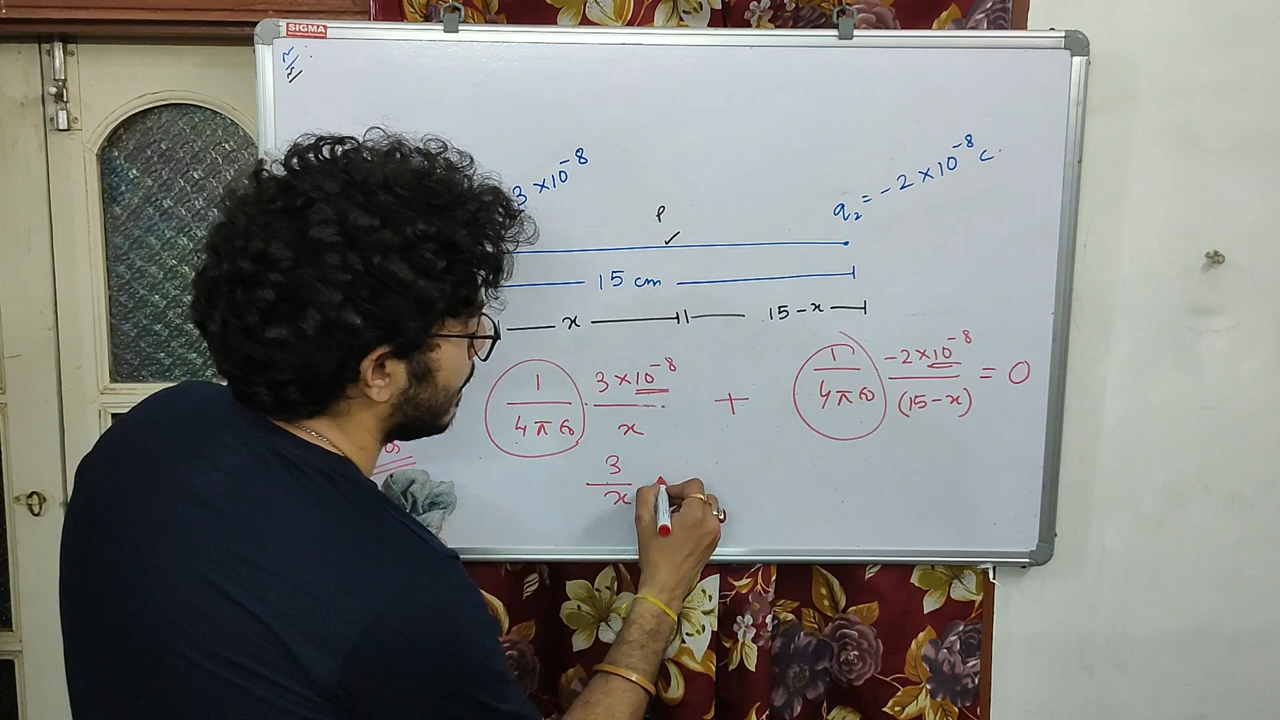 SIGMA
3 × 10⁻⁸
q₂ = -2 × 10⁻⁸ C.
P
15 cm
x 15 - x
1/4πϵ0 · 3 × 10⁻⁸/x + 1/4πϵ0 -2 × 10⁻⁸/(15 - x) = 0
3/x